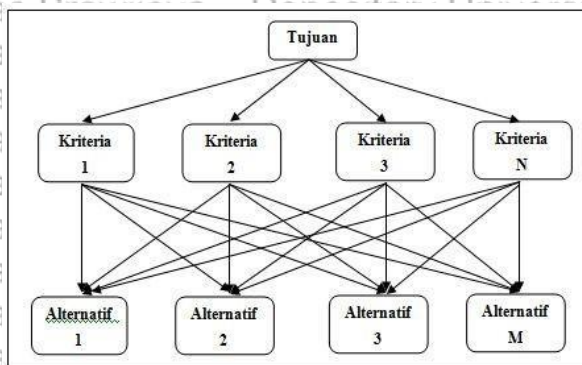 Tujuan
Kriteria
1
Kriteria
2
Kriteria
3
Kriteria
N
Alternatif
1
Alternatif
2
Alternatif
3
Alternatif
M